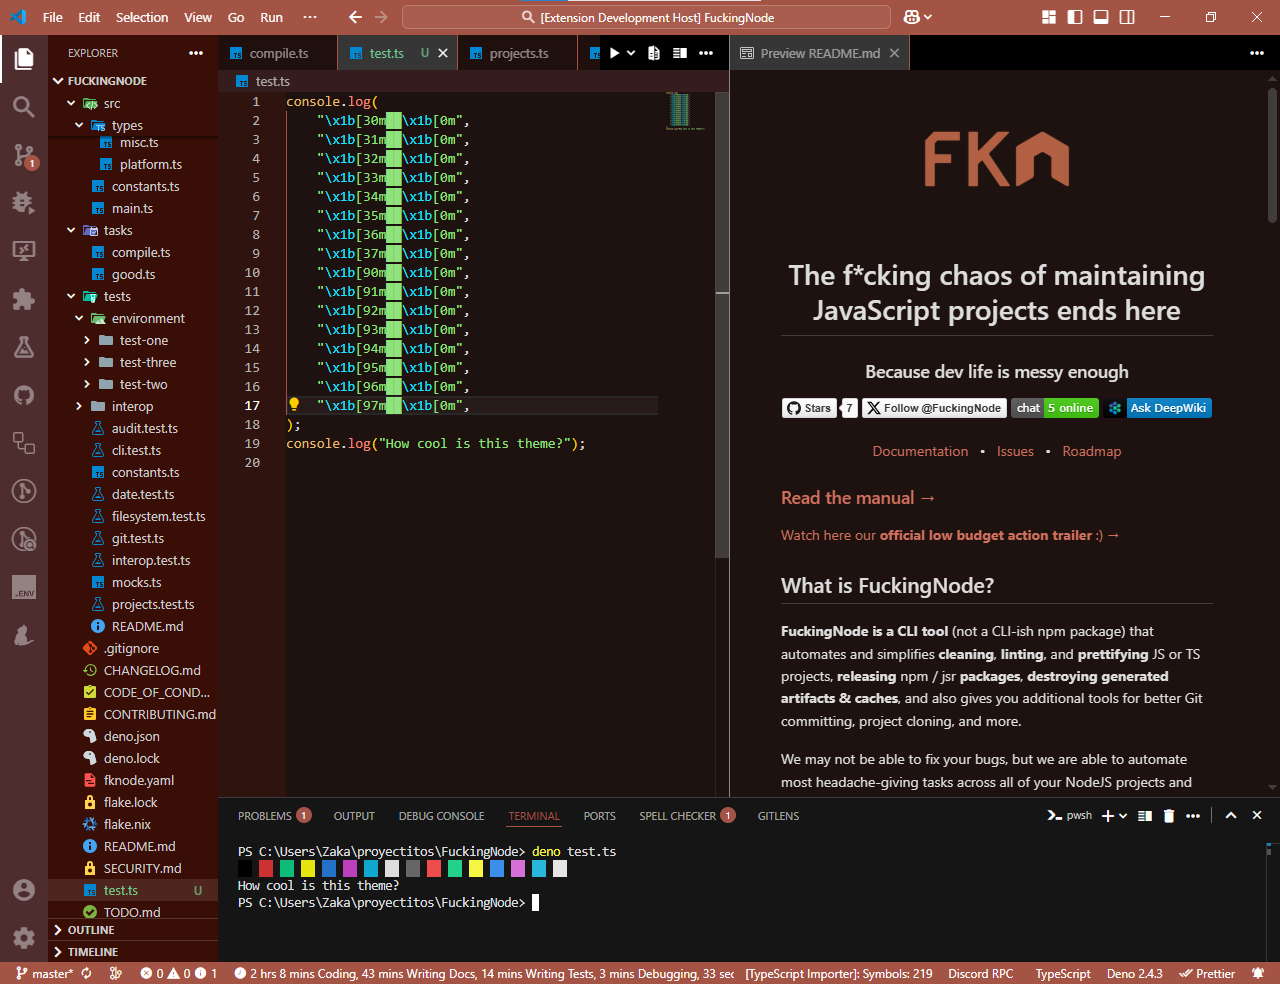 File Edit Selection View Go Run ··· [Extension Development Host] FuckingNode
EXPLORER ···
FUCKINGNODE
src
types
misc.ts
platform.ts
constants.ts
main.ts
tasks
compile.ts
good.ts
tests
environment
test-one
test-three
test-two
interop
audit.test.ts
cli.test.ts
constants.ts
date.test.ts
filesystem.test.ts
git.test.ts
interop.test.ts
mocks.ts
projects.test.ts
README.md
.gitignore
CHANGELOG.md
CODE_OF_COND...
CONTRIBUTING.md
deno.json
deno.lock
fknode.yaml
flake.lock
flake.nix
README.md
SECURITY.md
test.ts U
TODO.md
OUTLINE
TIMELINE
1
.ENV
compile.ts test.ts U projects.ts
test.ts
1 console.log(
2 "\x1b[30m██\x1b[0m",
3 "\x1b[31m██\x1b[0m",
4 "\x1b[32m██\x1b[0m",
5 "\x1b[33m██\x1b[0m",
6 "\x1b[34m██\x1b[0m",
7 "\x1b[35m██\x1b[0m",
8 "\x1b[36m██\x1b[0m",
9 "\x1b[37m██\x1b[0m",
10 "\x1b[90m██\x1b[0m",
11 "\x1b[91m██\x1b[0m",
12 "\x1b[92m██\x1b[0m",
13 "\x1b[93m██\x1b[0m",
14 "\x1b[94m██\x1b[0m",
15 "\x1b[95m██\x1b[0m",
16 "\x1b[96m██\x1b[0m",
17 "\x1b[97m██\x1b[0m",
18 );
19 console.log("How cool is this theme?");
20
Preview README.md
FKn
The f*cking chaos of maintaining
JavaScript projects ends here
Because dev life is messy enough
Stars 7 Follow @FuckingNode chat 5 online Ask DeepWiki
Documentation • Issues • Roadmap
Read the manual →
Watch here our official low budget action trailer :) →
What is FuckingNode?
FuckingNode is a CLI tool (not a CLI-ish npm package) that
automates and simplifies cleaning, linting, and prettifying JS or TS
projects, releasing npm / jsr packages, destroying generated
artifacts & caches, and also gives you additional tools for better Git
committing, project cloning, and more.
We may not be able to fix your bugs, but we are able to automate
most headache-giving tasks across all of your NodeJS projects and
PROBLEMS 1 OUTPUT DEBUG CONSOLE TERMINAL PORTS SPELL CHECKER 1 GITLENS pwsh
PS C:\Users\Zaka\proyectitos\FuckingNode> deno test.ts
How cool is this theme?
PS C:\Users\Zaka\proyectitos\FuckingNode>
master* 0 0 1 2 hrs 8 mins Coding, 43 mins Writing Docs, 14 mins Writing Tests, 3 mins Debugging, 33 sec [TypeScript Importer]: Symbols: 219 Discord RPC TypeScript Deno 2.4.3 Prettier